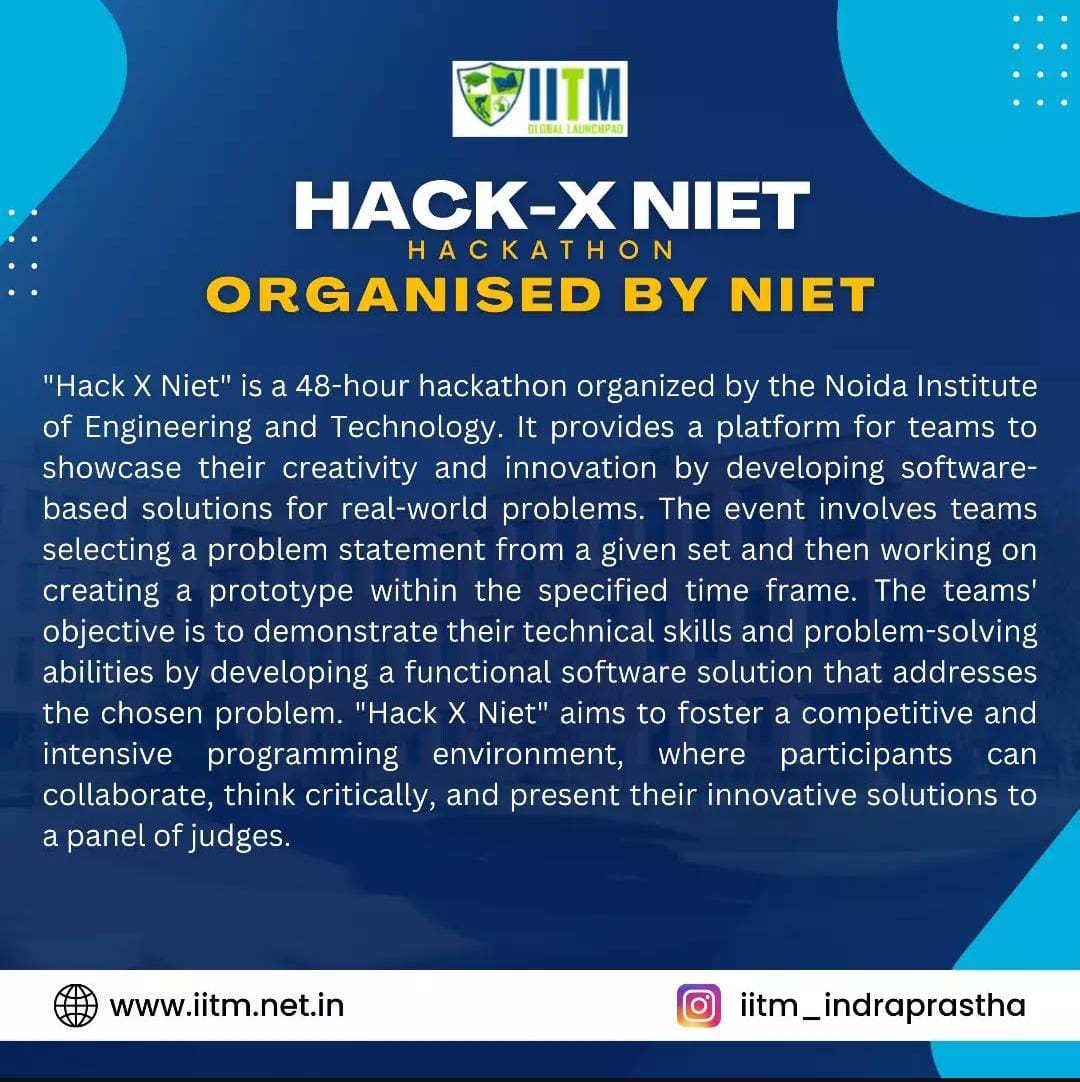 IITM
GLOBAL LAUNCHPAD
HACK-X NIET
HACKATHON
ORGANISED BY NIET
"Hack X Niet" is a 48-hour hackathon organized by the Noida Institute
of Engineering and Technology. It provides a platform for teams to
showcase their creativity and innovation by developing software-
based solutions for real-world problems. The event involves teams
selecting a problem statement from a given set and then working on
creating a prototype within the specified time frame. The teams'
objective is to demonstrate their technical skills and problem-solving
abilities by developing a functional software solution that addresses
the chosen problem. "Hack X Niet" aims to foster a competitive and
intensive programming environment, where participants can
collaborate, think critically, and present their innovative solutions to
a panel of judges.
www.iitm.net.in
iitm_indraprastha